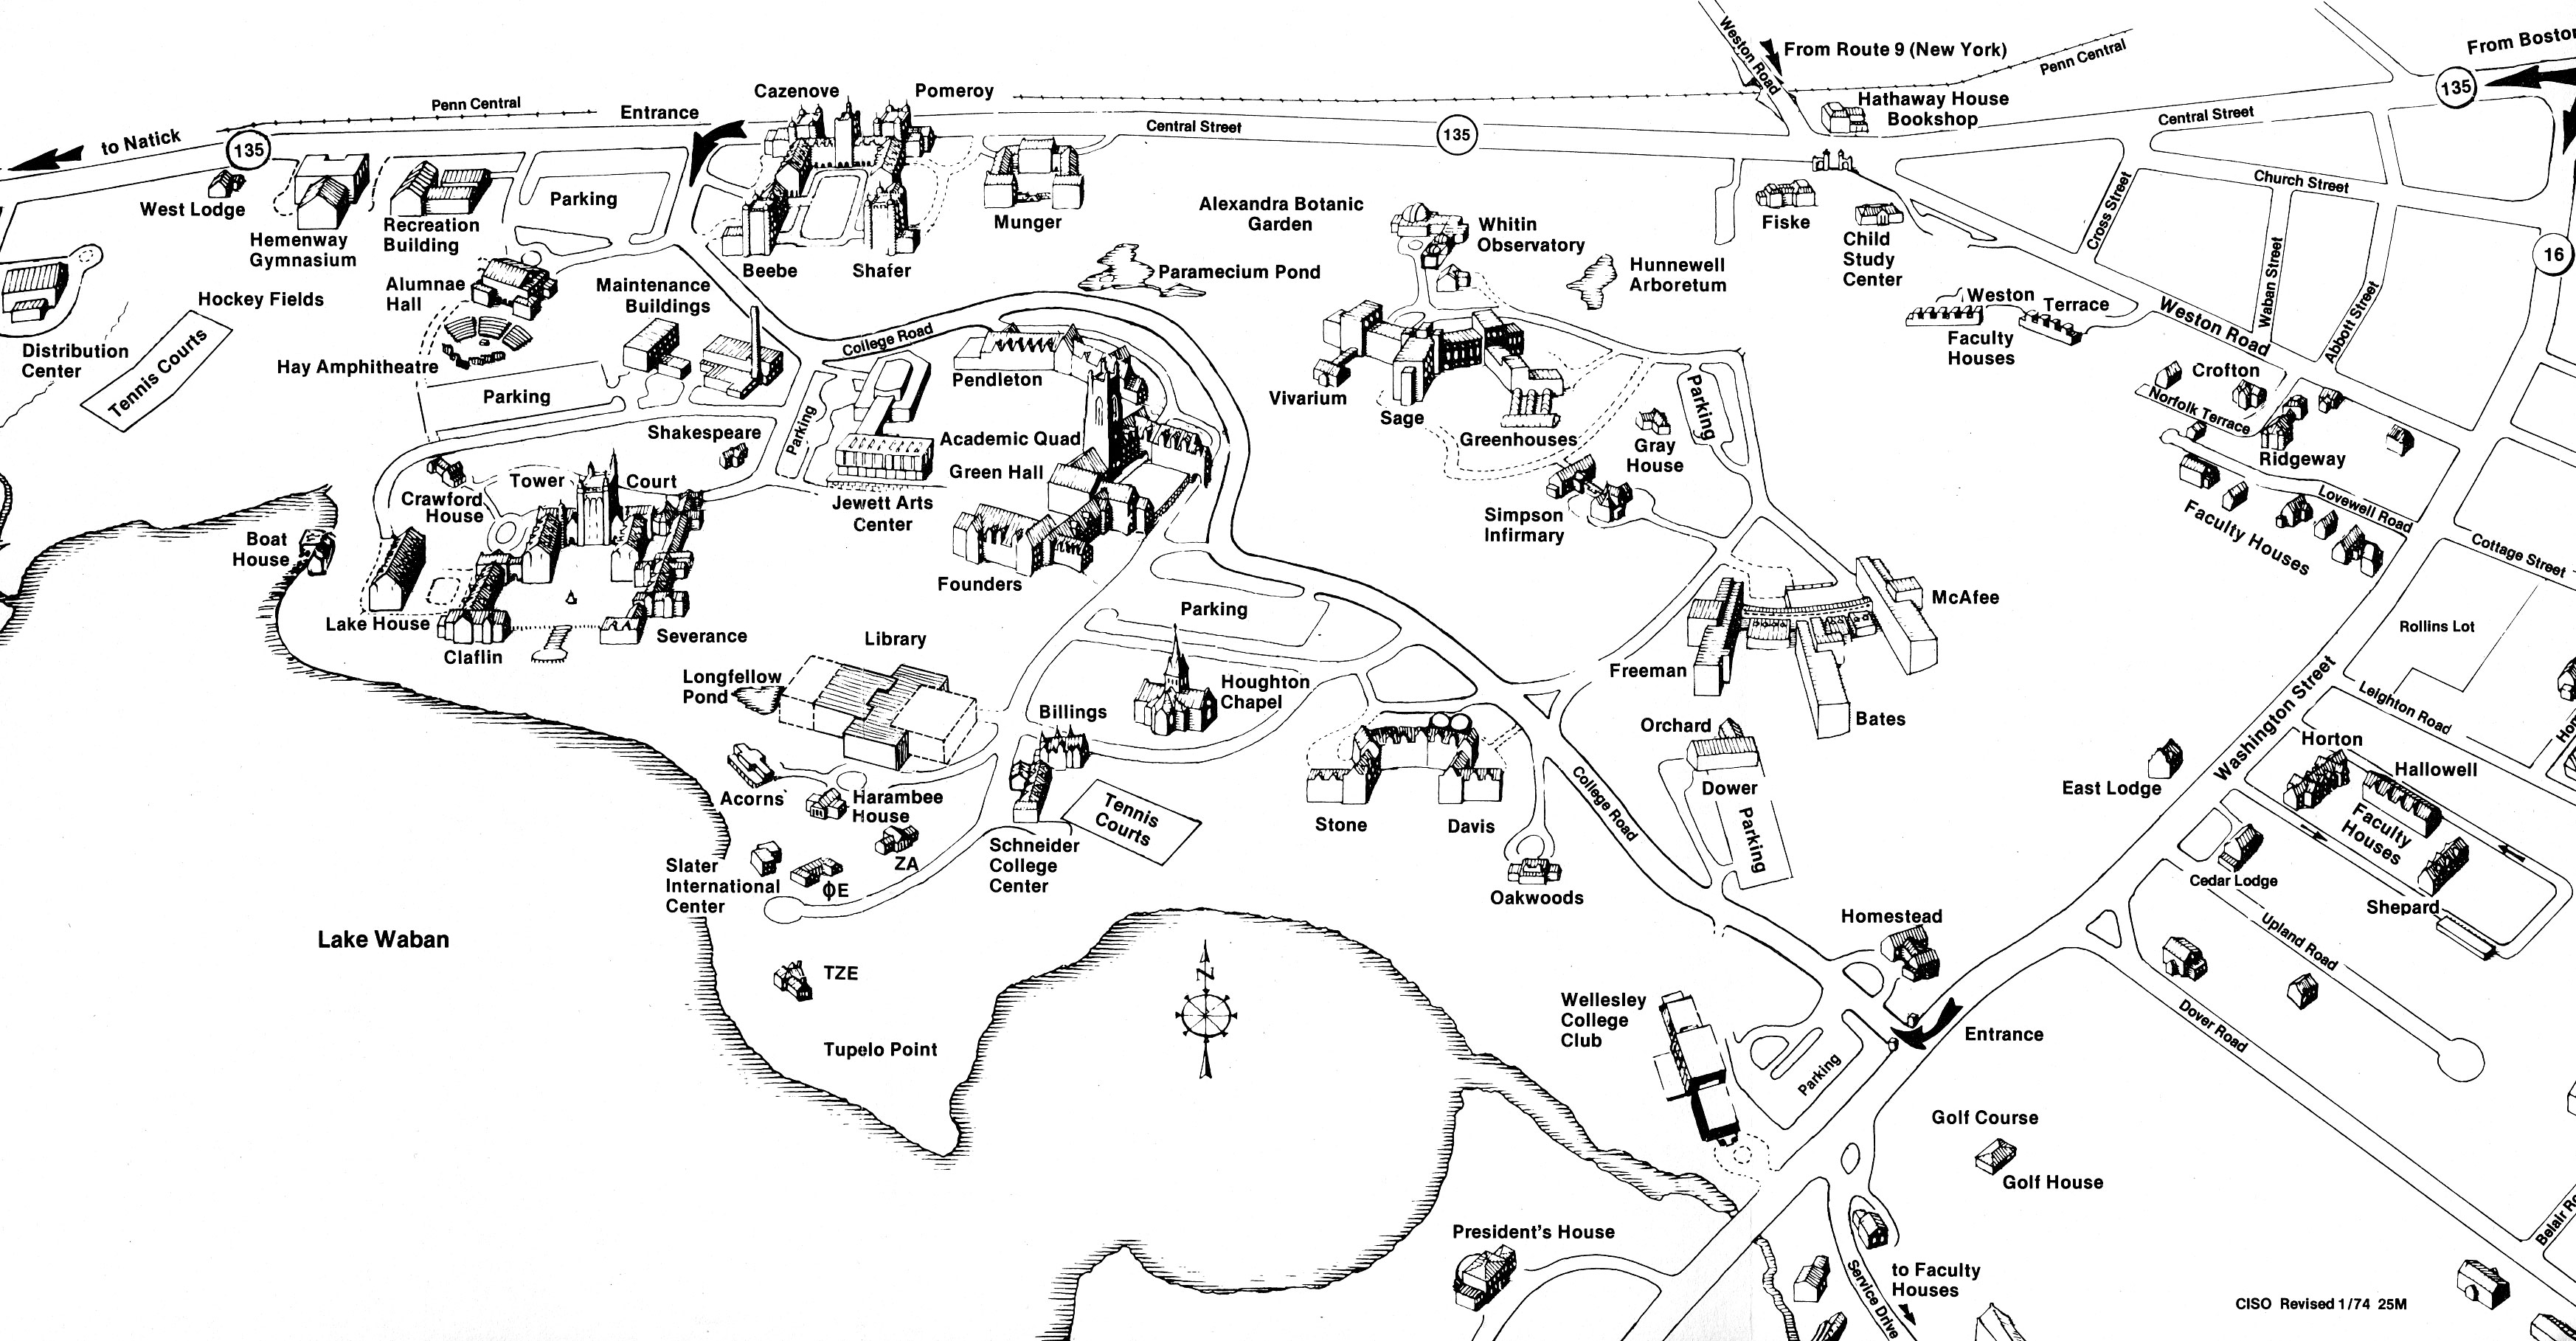 Weston Road
From Route 9 (New York)
Penn Central
From Bosto
135
Cazenove
Pomeroy
Penn Central
Entrance
Hathaway House
Bookshop
Central Street
to Natick
135
Central Street
135
Cross Street
Church Street
West Lodge
Hemenway
Gymnasium
Recreation
Building
Parking
Beebe
Shafer
Munger
Alexandra Botanic
Garden
Whitin
Observatory
Fiske
Child
Study
Center
Waban Street
Abbott Street
16
Hockey Fields
Alumnae
Hall
Maintenance
Buildings
Paramecium Pond
Hunnewell
Arboretum
Weston
Terrace
Faculty
Houses
Weston Road
Distribution
Center
Tennis Courts
Hay Amphitheatre
College Road
Pendleton
Vivarium
Sage
Greenhouses
Parking
Crofton
Norfolk Terrace
Ridgeway
Parking
Parking
Shakespeare
Academic Quad
Green Hall
Gray
House
Lovewell Road
Crawford
House
Tower
Court
Jewett Arts
Center
Simpson
Infirmary
Faculty Houses
Cottage Street
Boat
House
Founders
Lake House
Claflin
Severance
Library
Parking
McAfee
Rollins Lot
Longfellow
Pond
Houghton
Chapel
Freeman
Washington Street
Leighton Road
Hor
Billings
Orchard
Bates
Horton
Hallowell
Acorns
Harambee
House
Tennis
Courts
Dower
East Lodge
Faculty
Houses
Slater
International
Center
ΦE
ZA
Schneider
College
Center
Stone
Davis
College Road
Parking
Oakwoods
Cedar Lodge
Shepard
Lake Waban
Homestead
Upland Road
TZE
N
Wellesley
College
Club
Entrance
Dover Road
Tupelo Point
Parking
Golf Course
Golf House
President's House
Belair Ro
Service Drive
to Faculty
Houses
CISO Revised 1/74 25M